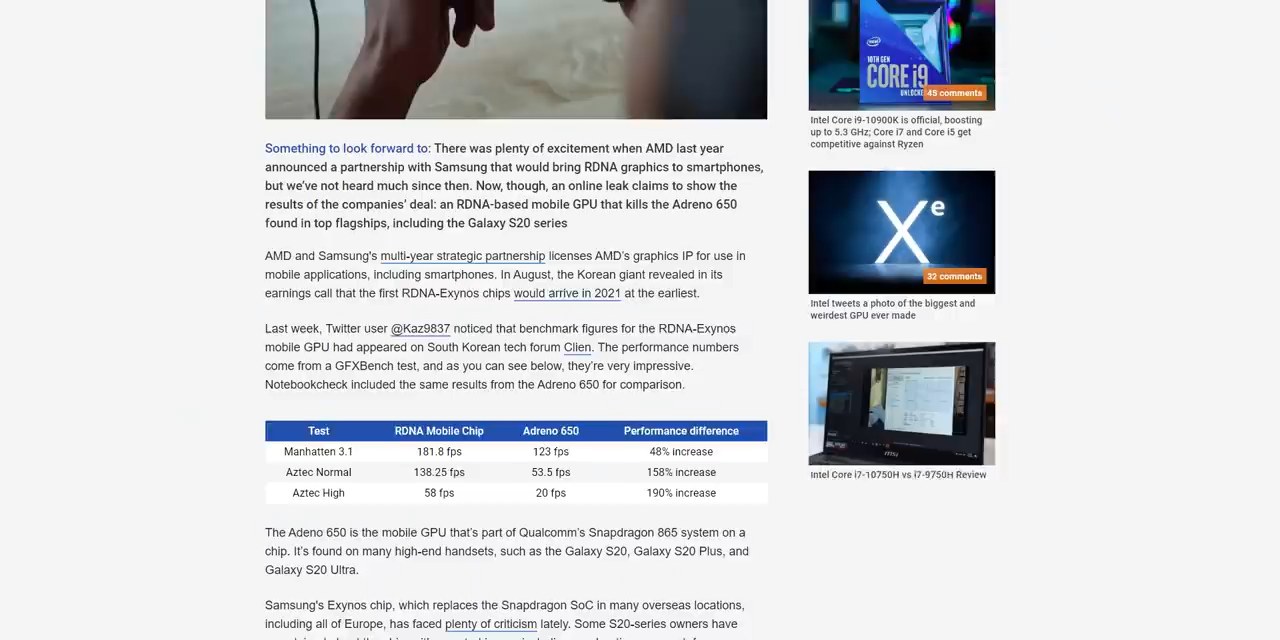 Something to look forward to: There was plenty of excitement when AMD last year
announced a partnership with Samsung that would bring RDNA graphics to smartphones,
but we've not heard much since then. Now, though, an online leak claims to show the
results of the companies' deal: an RDNA-based mobile GPU that kills the Adreno 650
found in top flagships, including the Galaxy S20 series
AMD and Samsung's multi-year strategic partnership licenses AMD's graphics IP for use in
mobile applications, including smartphones. In August, the Korean giant revealed in its
earnings call that the first RDNA-Exynos chips would arrive in 2021 at the earliest.
Last week, Twitter user @Kaz9837 noticed that benchmark figures for the RDNA-Exynos
mobile GPU had appeared on South Korean tech forum Clien. The performance numbers
come from a GFXBench test, and as you can see below, they're very impressive.
Notebookcheck included the same results from the Adreno 650 for comparison.
Test RDNA Mobile Chip Adreno 650 Performance difference
Manhatten 3.1 181.8 fps 123 fps 48% increase
Aztec Normal 138.25 fps 53.5 fps 158% increase
Aztec High 58 fps 20 fps 190% increase
The Adeno 650 is the mobile GPU that's part of Qualcomm's Snapdragon 865 system on a
chip. It's found on many high-end handsets, such as the Galaxy S20, Galaxy S20 Plus, and
Galaxy S20 Ultra.
Samsung's Exynos chip, which replaces the Snapdragon SoC in many overseas locations,
including all of Europe, has faced plenty of criticism lately. Some S20-series owners have
intel
10TH GEN
CORE i9
UNLOCKE
45 comments
Intel Core i9-10900K is official, boosting
up to 5.3 GHz; Core i7 and Core i5 get
competitive against Ryzen
Xe
32 comments
Intel tweets a photo of the biggest and
weirdest GPU ever made
msi
Intel Core i7-10750H vs i7-9750H Review